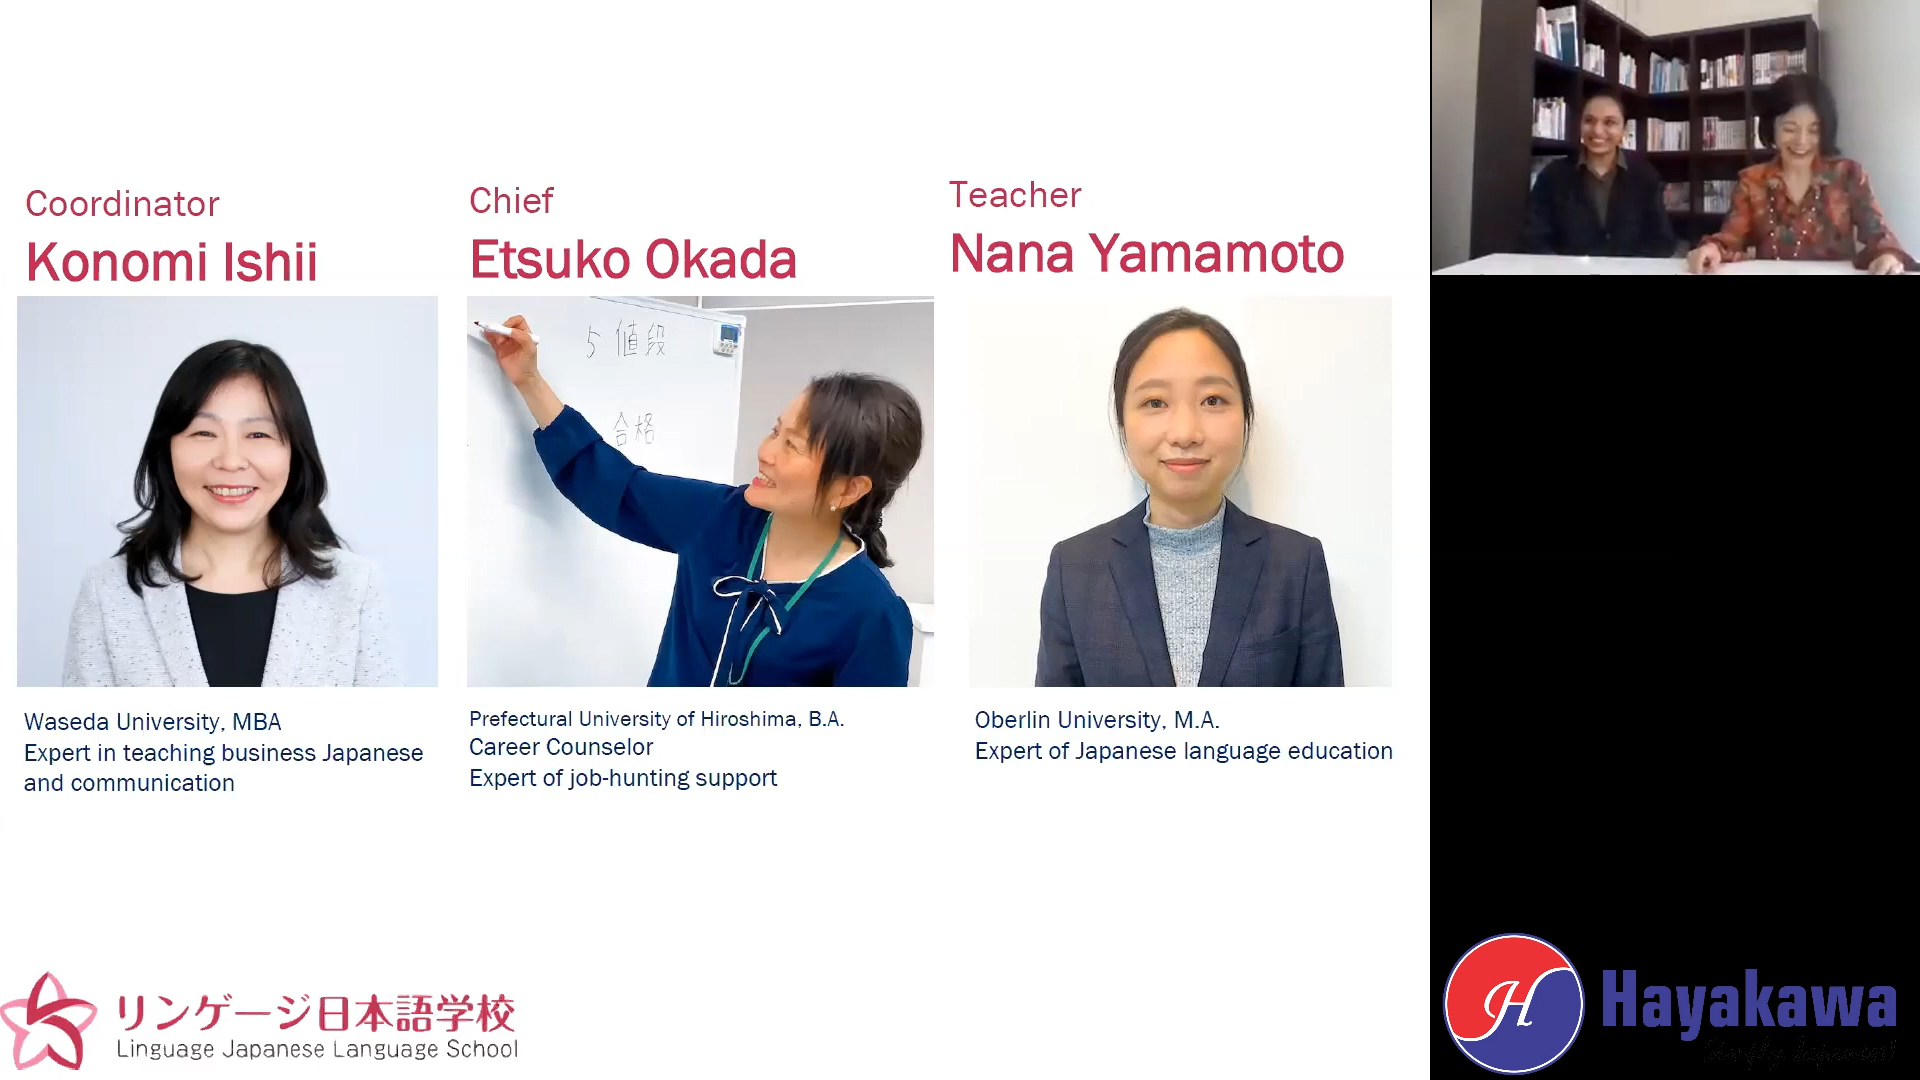 Coordinator
Konomi Ishii
Waseda University, MBA
Expert in teaching business Japanese
and communication
Chief
Etsuko Okada
5 値段
合格
Prefectural University of Hiroshima, B.A.
Career Counselor
Expert of job-hunting support
Teacher
Nana Yamamoto
Oberlin University, M.A.
Expert of Japanese language education
リンゲージ日本語学校
Linguage Japanese Language School
H
Hayakawa